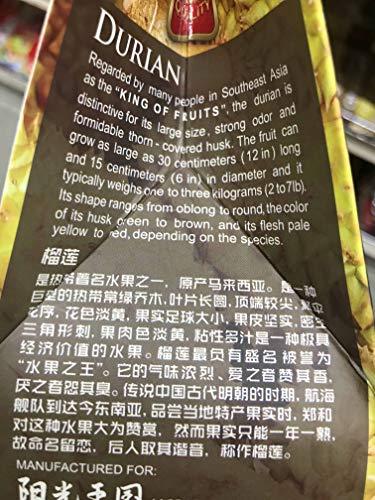 QUALITY
DURIAN
Regarded by many people in Southeast Asia
as the "KING OF FRUITS", the durian is
distinctive for its large size, strong odor and
formidable thorn - covered husk. The fruit can
grow as large as 30 centimeters (12 in) long
and 15 centimeters (6 in) in diameter and it
typically weighs one to three kilograms (2 to7lb).
Its shape ranges from oblong to round, the color
of its husk green to brown, and its flesh pale
yellow to red, depending on the species.
榴莲
是热带著名水果之一，原产马来西亚。是一种
巨型的热带常绿乔木，叶片长圆，顶端较尖，聚伞
花序，花色淡黄，果实足球大小，果皮坚实，密生
三角形刺，果肉色淡黄，粘性多汁是一种极具
经济价值的水果。榴莲最负有盛名 被誉为
“水果之王”。它的气味浓烈、爱之者赞其香，
厌之者怨其臭。传说中国古代明朝的时期，航海
舰队到达今东南亚，品尝当地特产果实时，郑和
对这种水果大为赞赏，然而果实只能一年一熟，
故命名留恋，后人取其谐音，称作榴莲。
MANUFACTURED FOR:
阳光王国